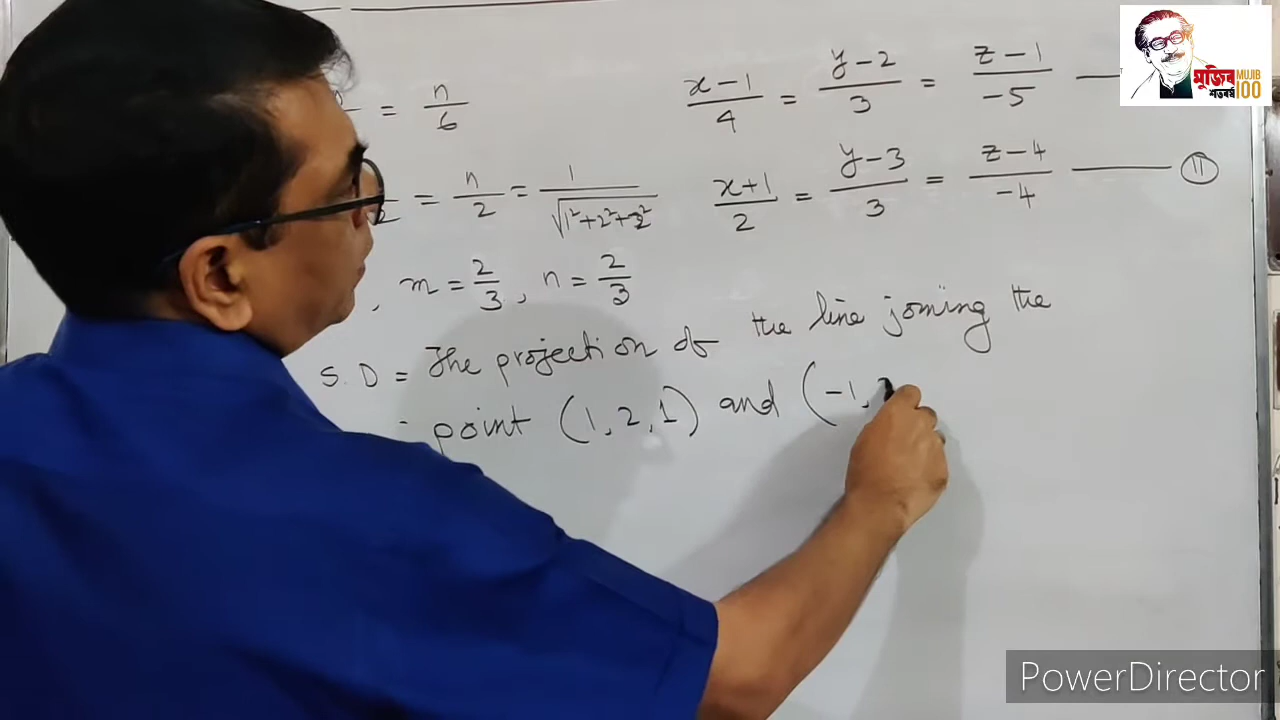 = n/6
(x-1)/4 = (y-2)/3 = (z-1)/-5 —
= n/2 = 1/√(1²+2²+2²)
(x+1)/2 = (y-3)/3 = (z-4)/-4 — II
, m = 2/3, n = 2/3
S.D = The projection of the line joining the
point (1, 2, 1) and (-1,
মুজিব
শতবর্ষ
MUJIB
100
PowerDirector